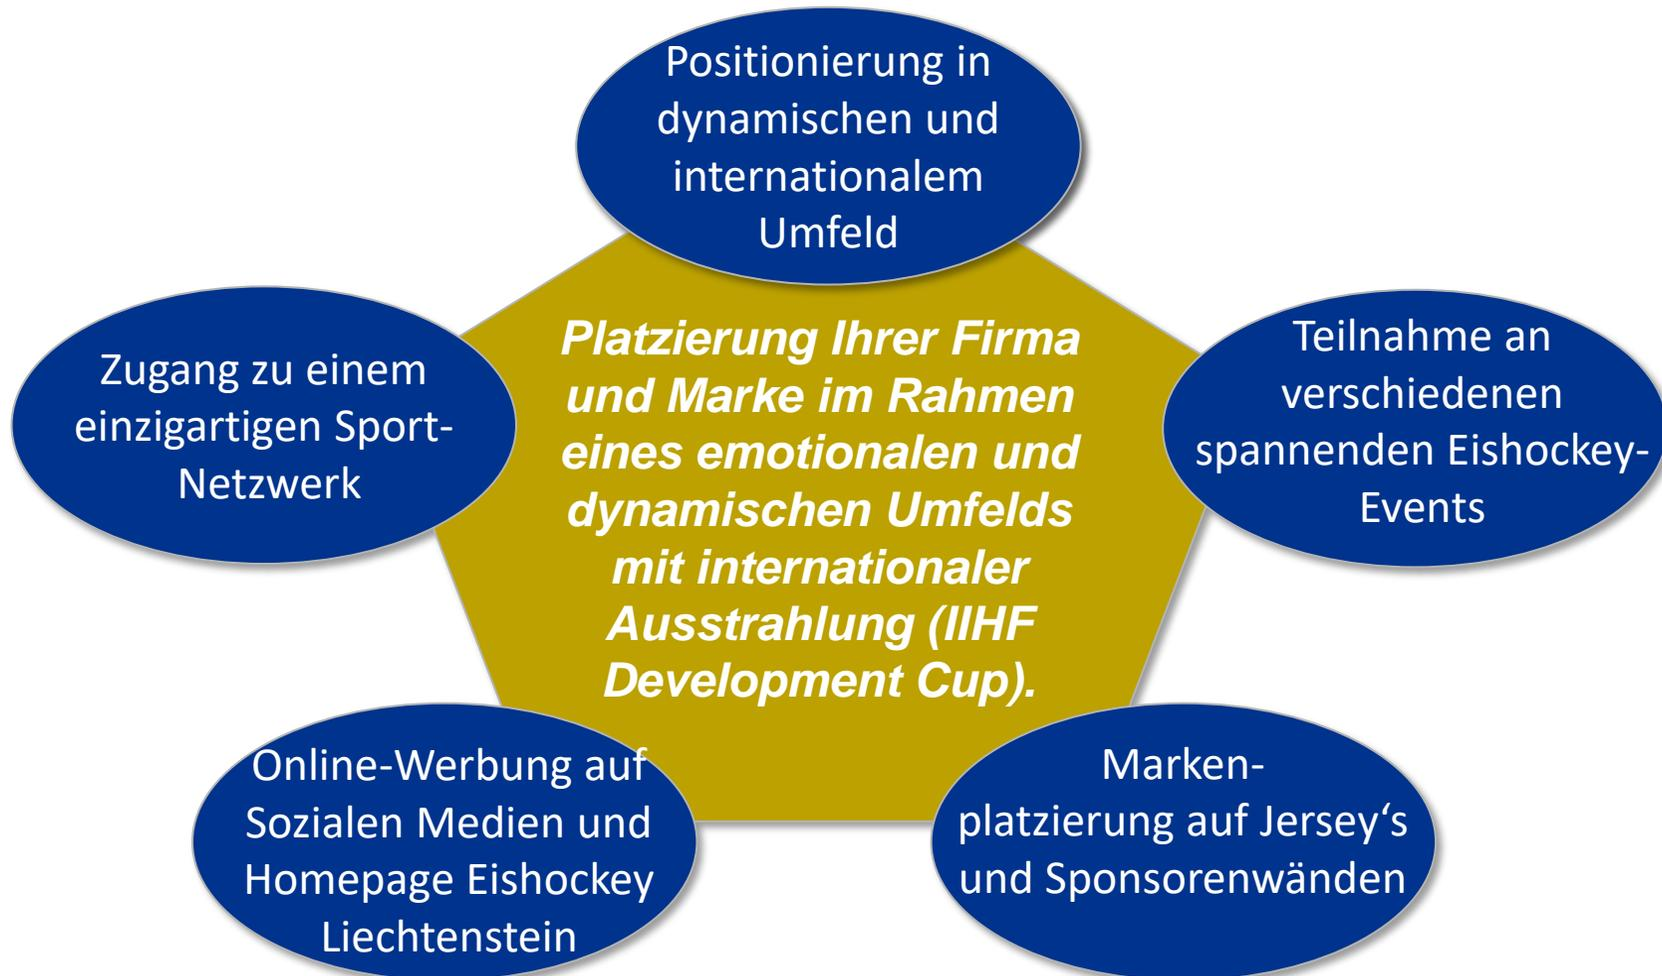 Positionierung in
dynamischen und
internationalem
Umfeld
Zugang zu einem
einzigartigen Sport-
Netzwerk
Platzierung Ihrer Firma
und Marke im Rahmen
eines emotionalen und
dynamischen Umfelds
mit internationaler
Ausstrahlung (IIHF
Development Cup).
Teilnahme an
verschiedenen
spannenden Eishockey-
Events
Online-Werbung auf
Sozialen Medien und
Homepage Eishockey
Liechtenstein
Marken-
platzierung auf Jersey‘s
und Sponsorenwänden